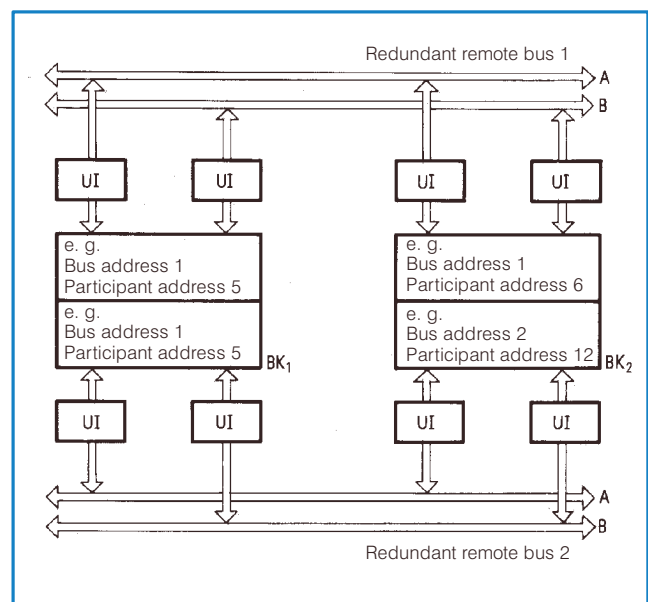 Redundant remote bus 1
A
B
UI
UI
UI
UI
e. g.
Bus address 1
Participant address 5
e. g.
Bus address 1
Participant address 5
BK1
e. g.
Bus address 1
Participant address 6
e. g.
Bus address 2
Participant address 12
BK2
UI
UI
UI
UI
A
B
Redundant remote bus 2